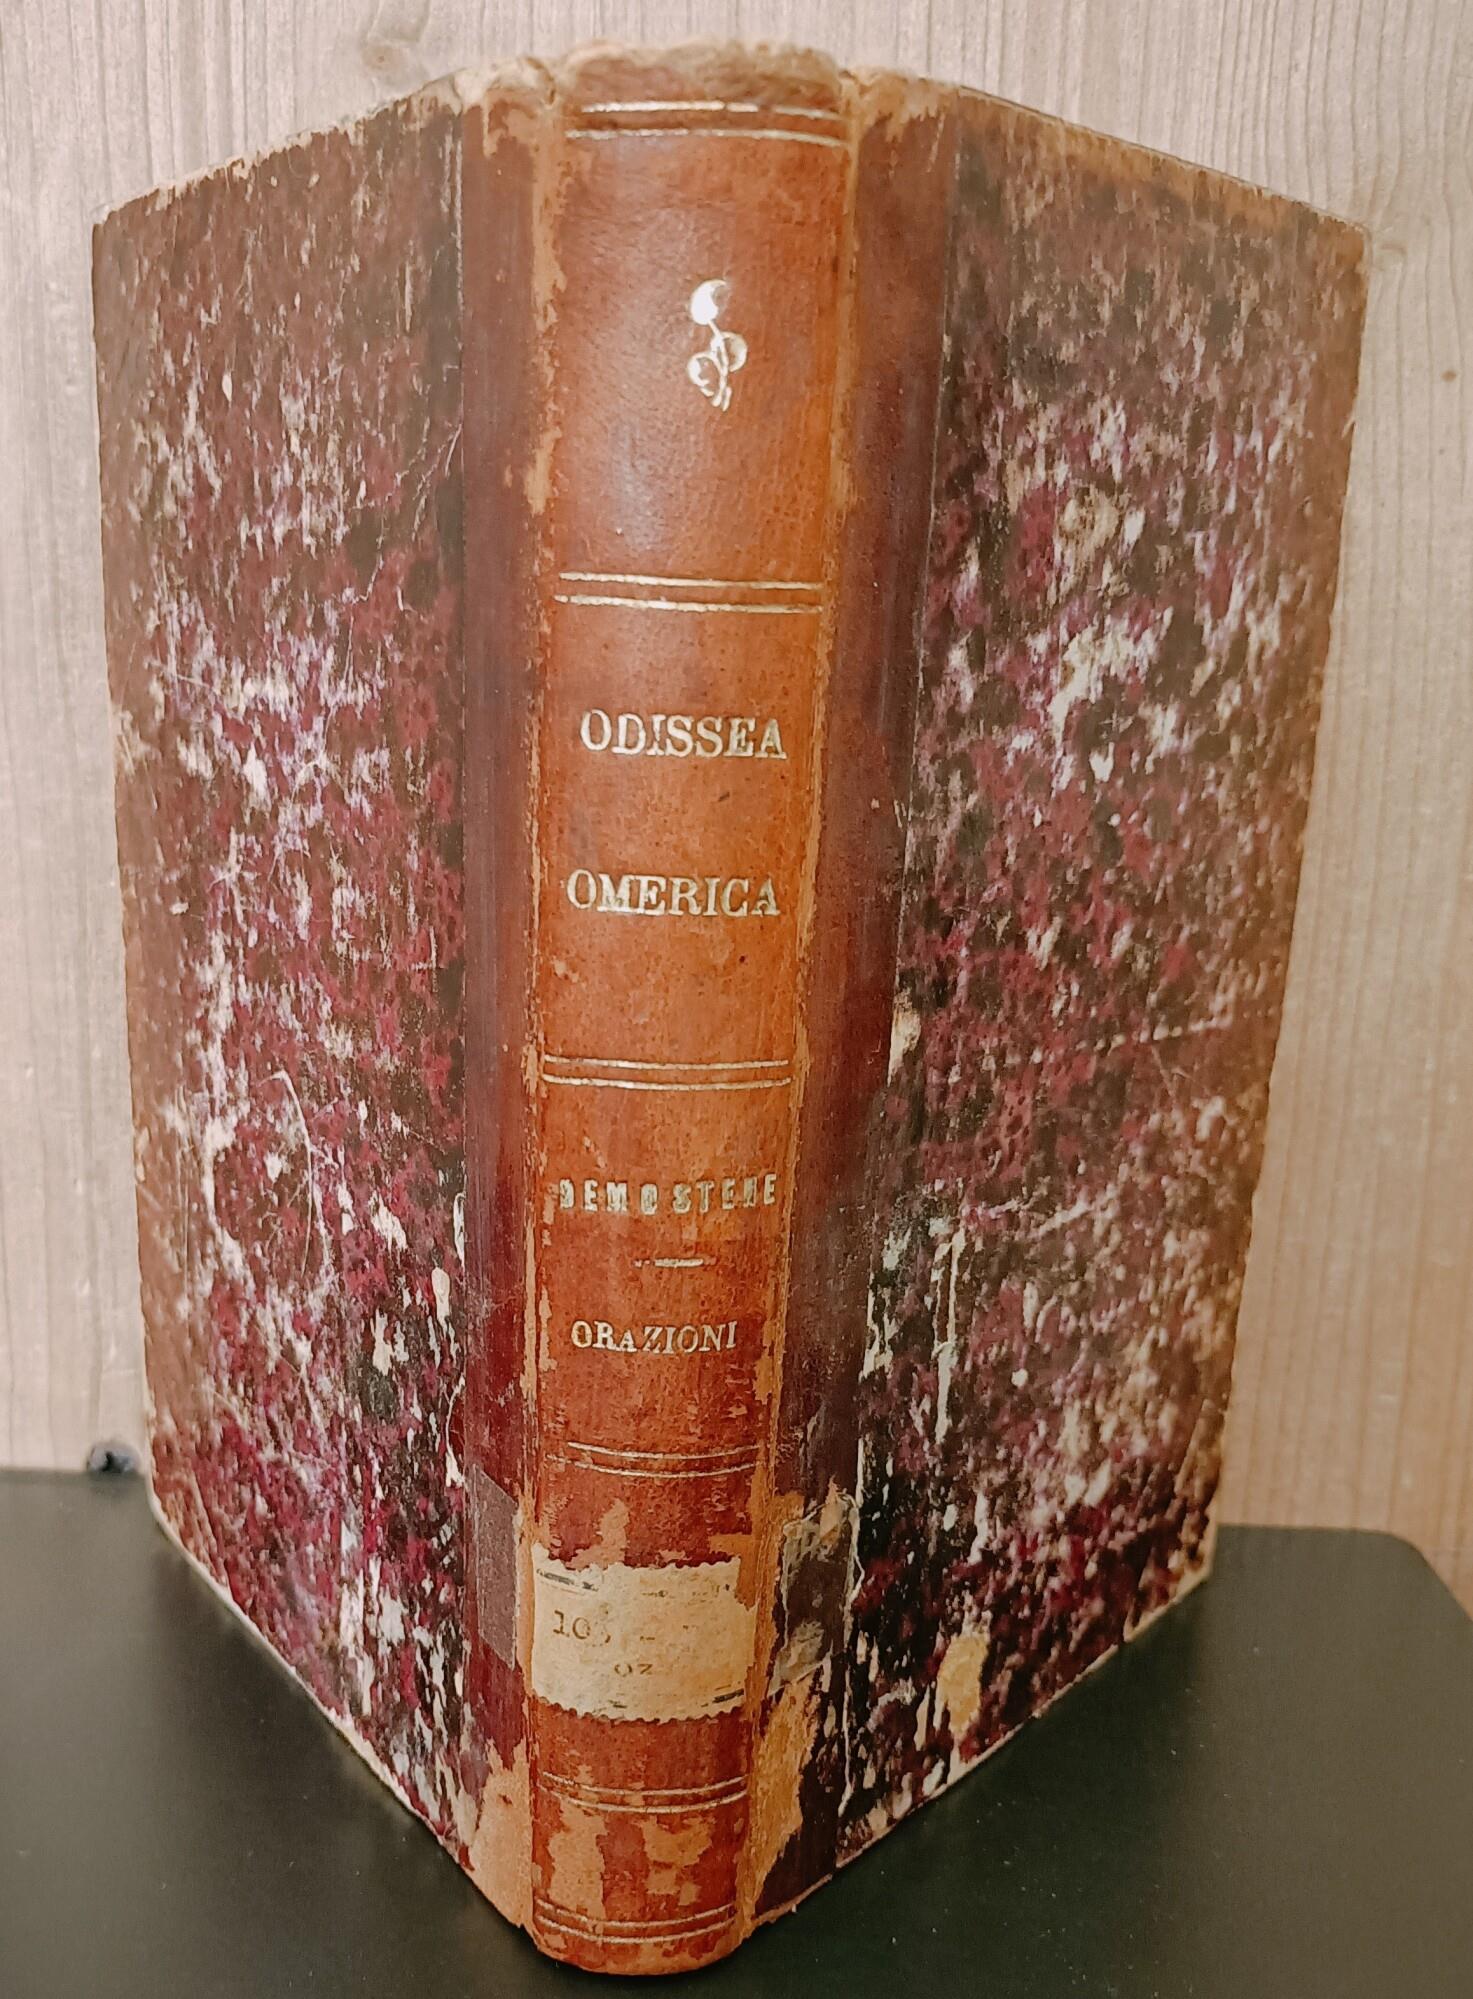 ODISSEA
OMERICA
DEMOSTENE
ORAZIONI